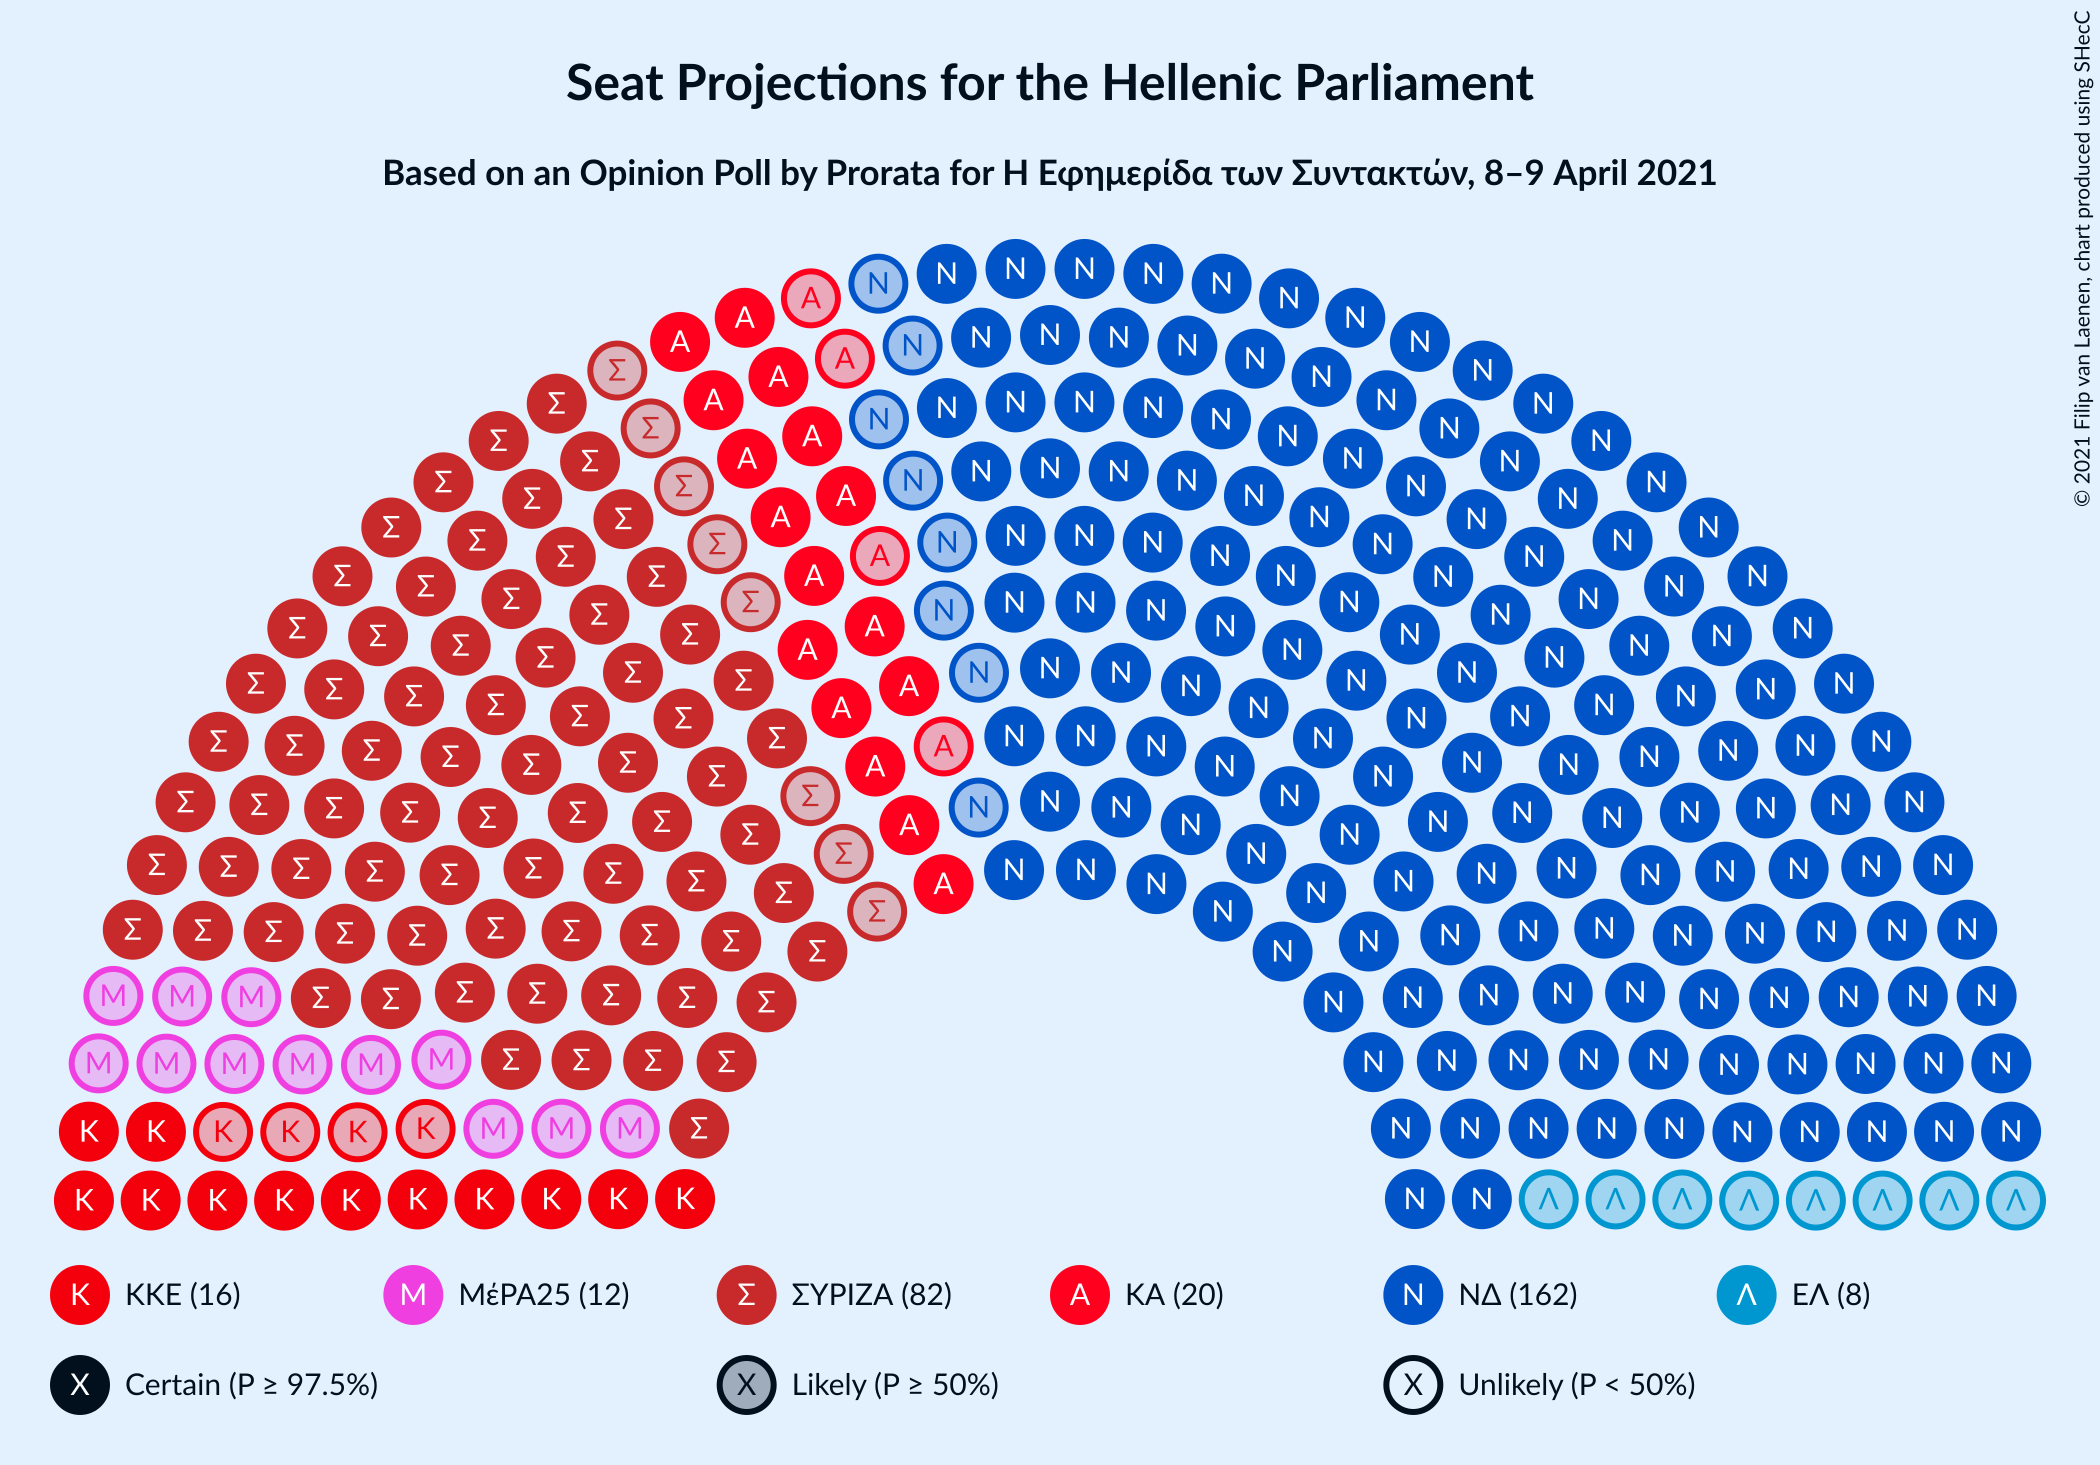 Seat Projections for the Hellenic Parliament
Based on an Opinion Poll by Prorata for Η Εφημερίδα των Συντακτών, 8–9 April 2021
© 2021 Filip van Laenen, chart produced using SHecC
K ΚΚΕ (16) M ΜέΡΑ25 (12) Σ ΣΥΡΙΖΑ (82) A ΚΑ (20) N ΝΔ (162) Λ ΕΛ (8)
X Certain (P ≥ 97.5%) X Likely (P ≥ 50%) X Unlikely (P < 50%)